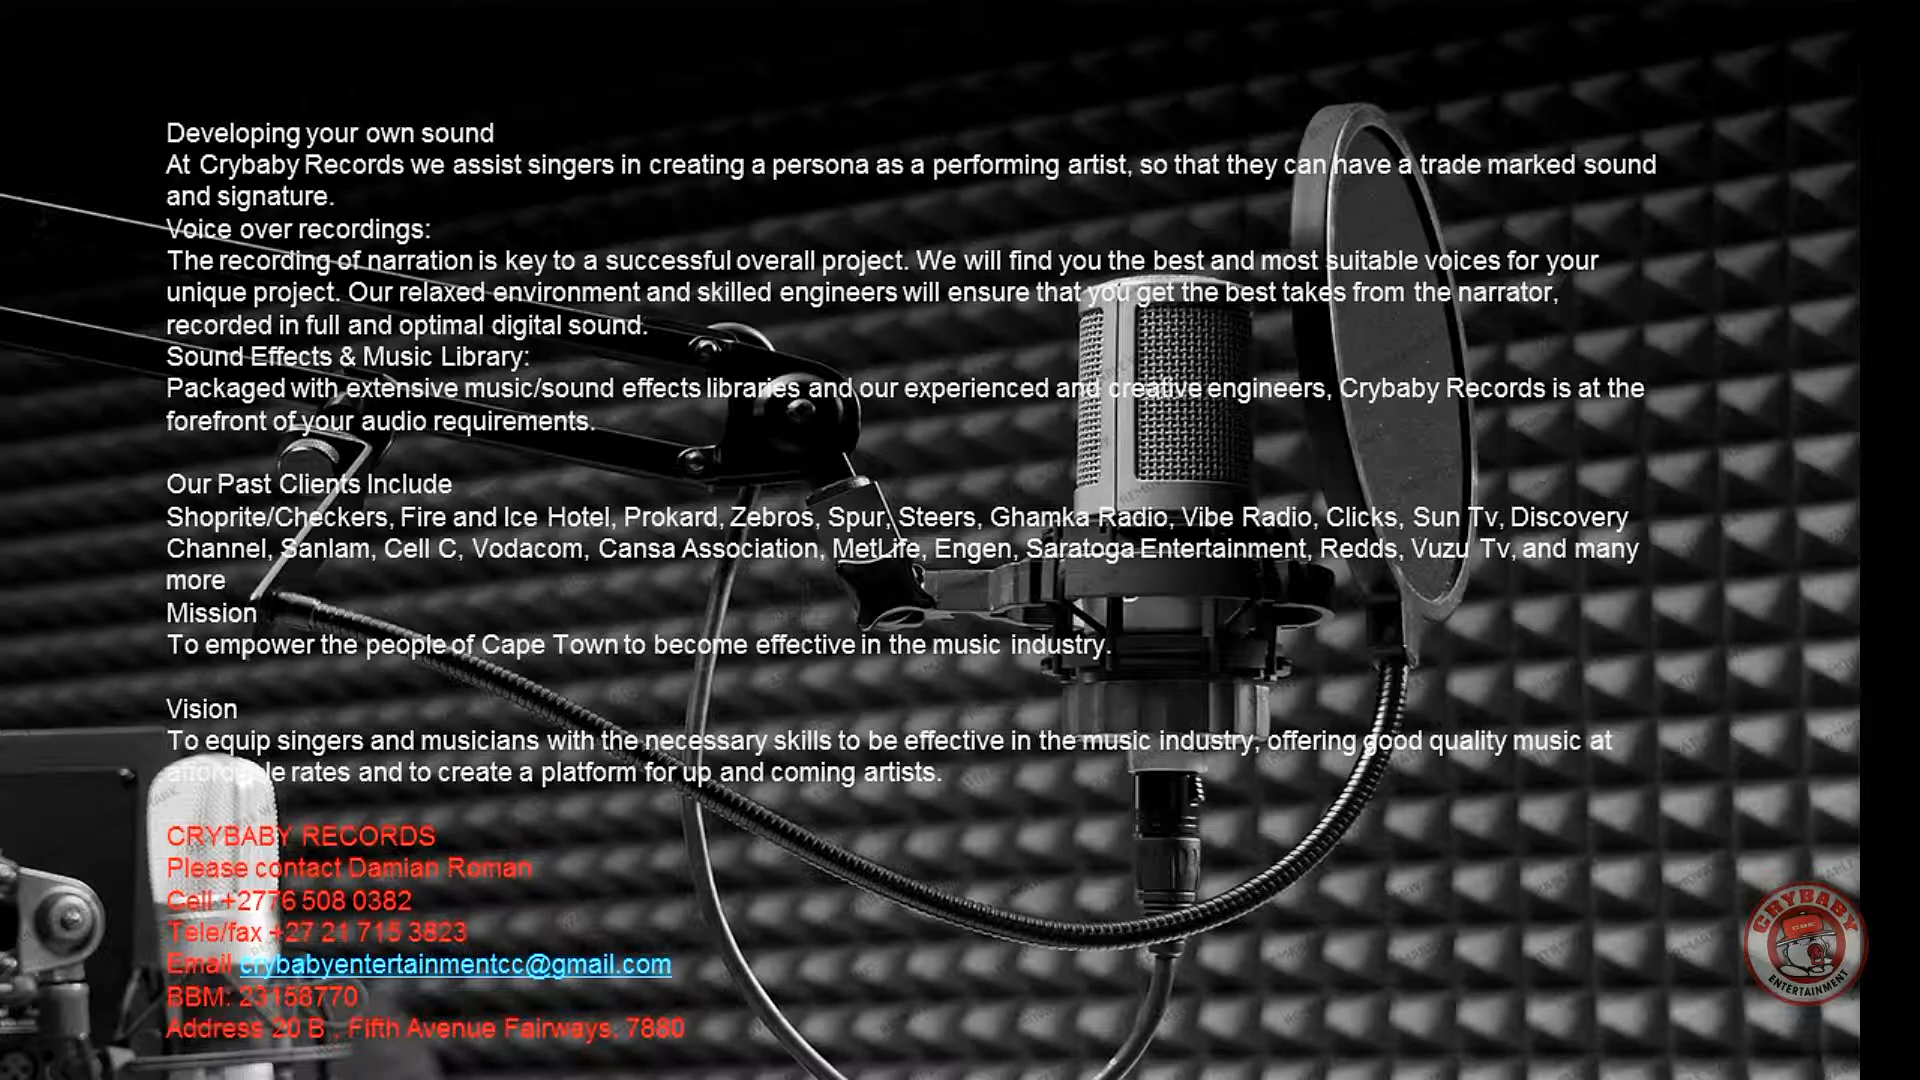 Developing your own sound
At Crybaby Records we assist singers in creating a persona as a performing artist, so that they can have a trade marked sound
and signature.
Voice over recordings:
The recording of narration is key to a successful overall project. We will find you the best and most suitable voices for your
unique project. Our relaxed environment and skilled engineers will ensure that you get the best takes from the narrator,
recorded in full and optimal digital sound.
Sound Effects & Music Library:
Packaged with extensive music/sound effects libraries and our experienced and creative engineers, Crybaby Records is at the
forefront of your audio requirements.
Our Past Clients Include
Shoprite/Checkers, Fire and Ice Hotel, Prokard, Zebros, Spur, Steers, Ghamka Radio, Vibe Radio, Clicks, Sun Tv, Discovery
Channel, Sanlam, Cell C, Vodacom, Cansa Association, MetLife, Engen, Saratoga Entertainment, Redds, Vuzu Tv, and many
more
Mission
To empower the people of Cape Town to become effective in the music industry.
Vision
To equip singers and musicians with the necessary skills to be effective in the music industry, offering good quality music at
affordable rates and to create a platform for up and coming artists.
CRYBABY RECORDS
Please contact Damian Roman
Cell +2776 508 0382
Tele/fax +27 21 715 3823
Email crybabyentertainmentcc@gmail.com
BBM: 23158770
Address 20 B , Fifth Avenue Fairways. 7880
CRYBABY
ENTERTAINMENT